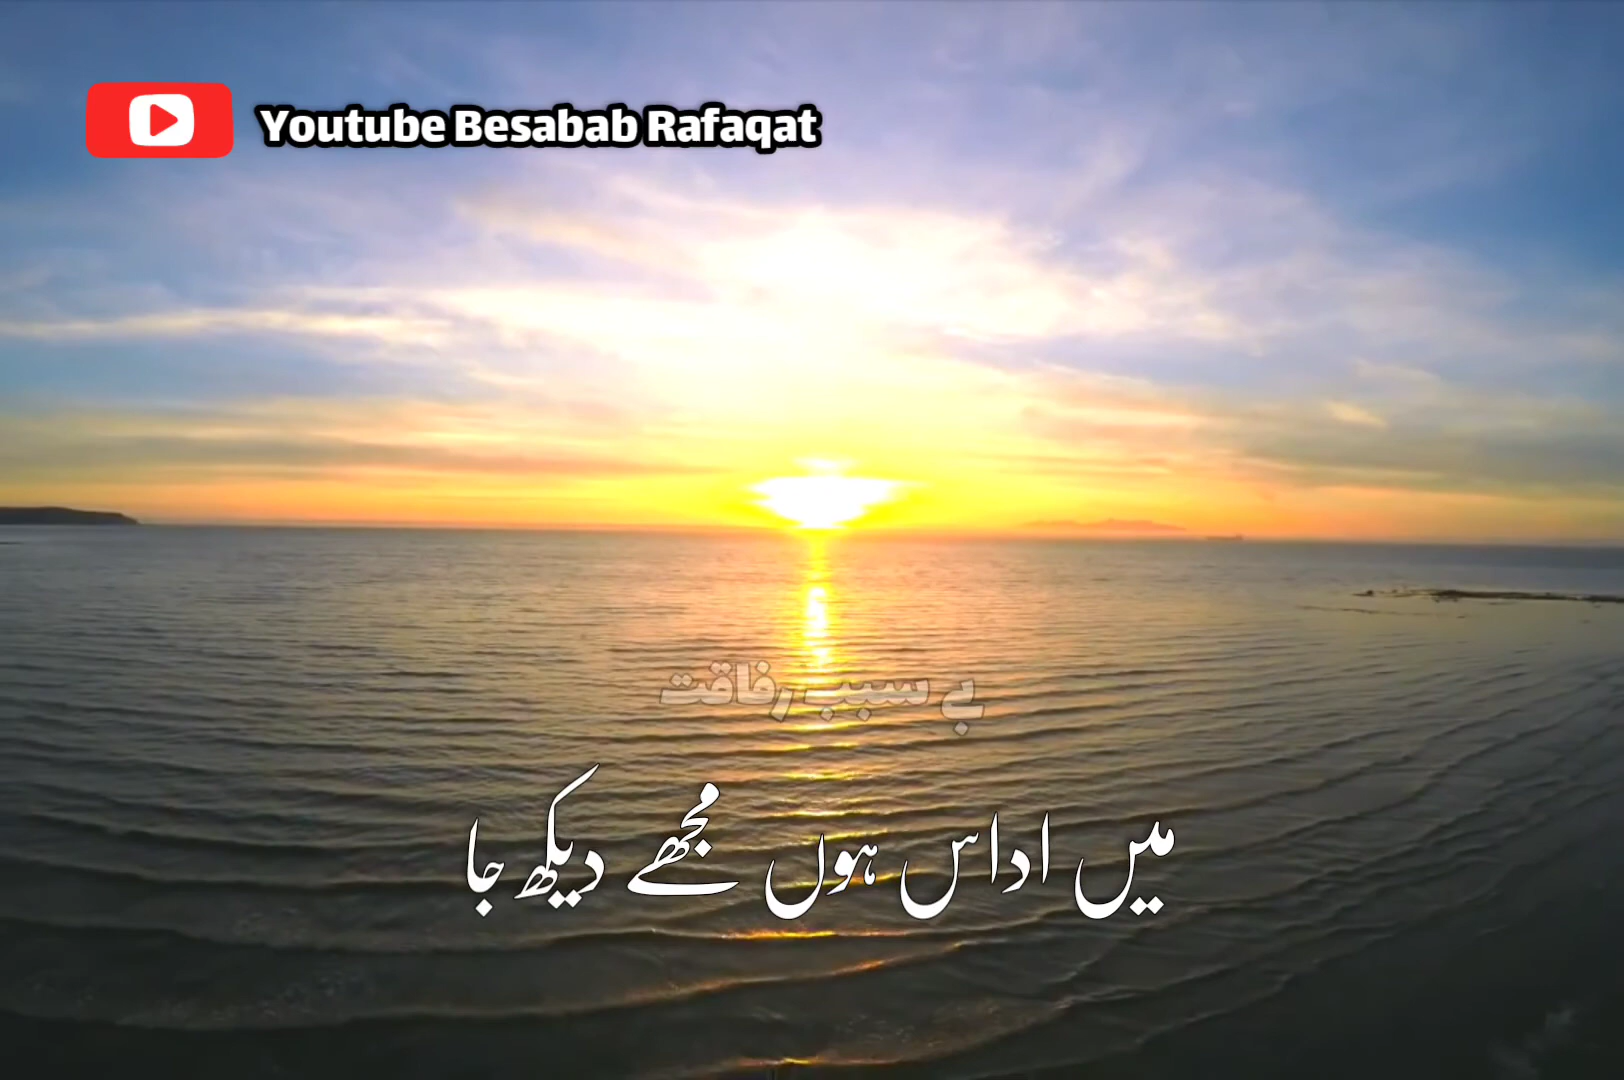 Youtube Besabab Rafaqat
بے سبب رفاقت
میں اداس ہوں مجھے دیکھ جا